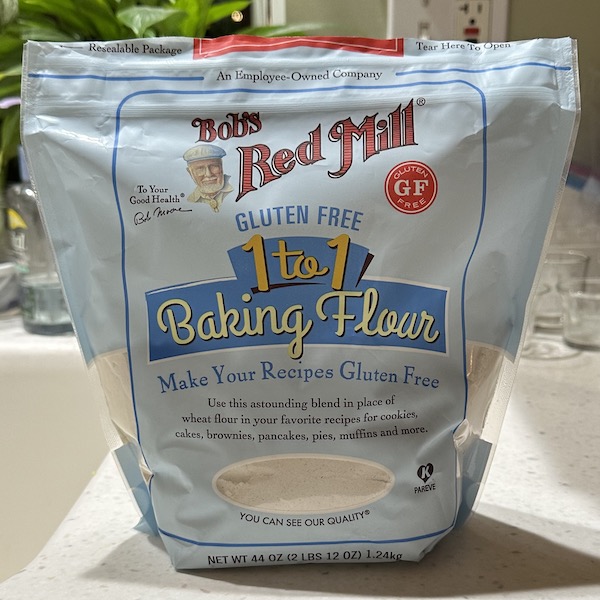 Resealable Package
Tear Here To Open
An Employee-Owned Company
Bob's
Red Mill®
To Your
Good Health®
Bob Moore
GLUTEN
GF
FREE
GLUTEN FREE
1 to 1
Baking Flour
Make Your Recipes Gluten Free
Use this astounding blend in place of
wheat flour in your favorite recipes for cookies,
cakes, brownies, pancakes, pies, muffins and more.
K
PAREVE
YOU CAN SEE OUR QUALITY®
NET WT 44 OZ (2 LBS 12 OZ) 1.24kg